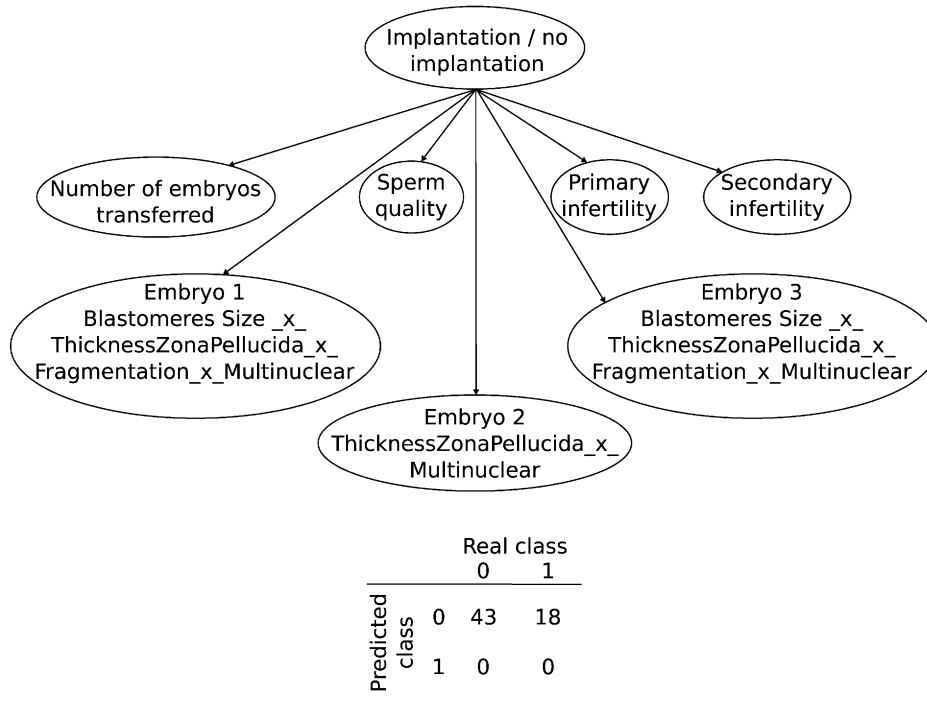 Implantation / no
implantation
Number of embryos
transferred
Sperm
quality
Primary
infertility
Secondary
infertility
Embryo 1
Blastomeres Size _x_
ThicknessZonaPellucida_x_
Fragmentation_x_Multinuclear
Embryo 2
ThicknessZonaPellucida_x_
Multinuclear
Embryo 3
Blastomeres Size _x_
ThicknessZonaPellucida_x_
Fragmentation_x_Multinuclear
Real class
0 1
Predicted
class
0 43 18
1 0 0